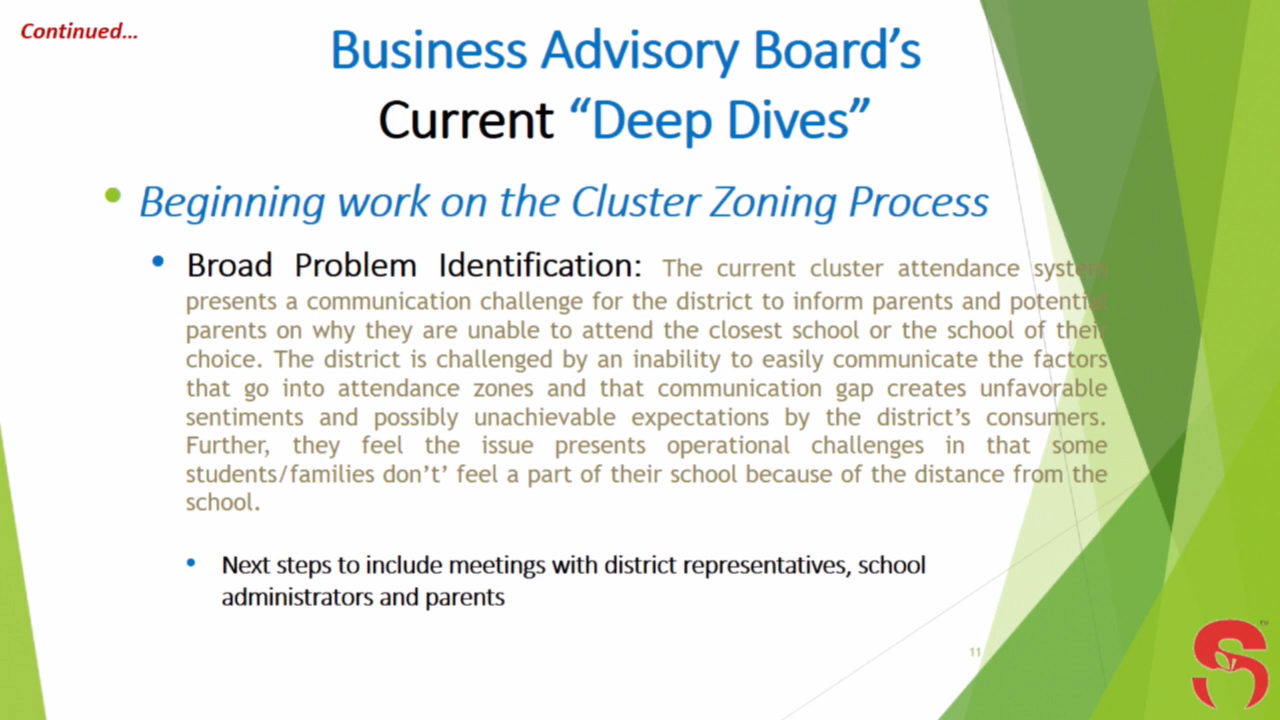 Continued...
Business Advisory Board's
Current “Deep Dives”
• Beginning work on the Cluster Zoning Process
• Broad Problem Identification: The current cluster attendance system
presents a communication challenge for the district to inform parents and potential
parents on why they are unable to attend the closest school or the school of their
choice. The district is challenged by an inability to easily communicate the factors
that go into attendance zones and that communication gap creates unfavorable
sentiments and possibly unachievable expectations by the district's consumers.
Further, they feel the issue presents operational challenges in that some
students/families don't' feel a part of their school because of the distance from the
school.
• Next steps to include meetings with district representatives, school
administrators and parents
11
S
TM